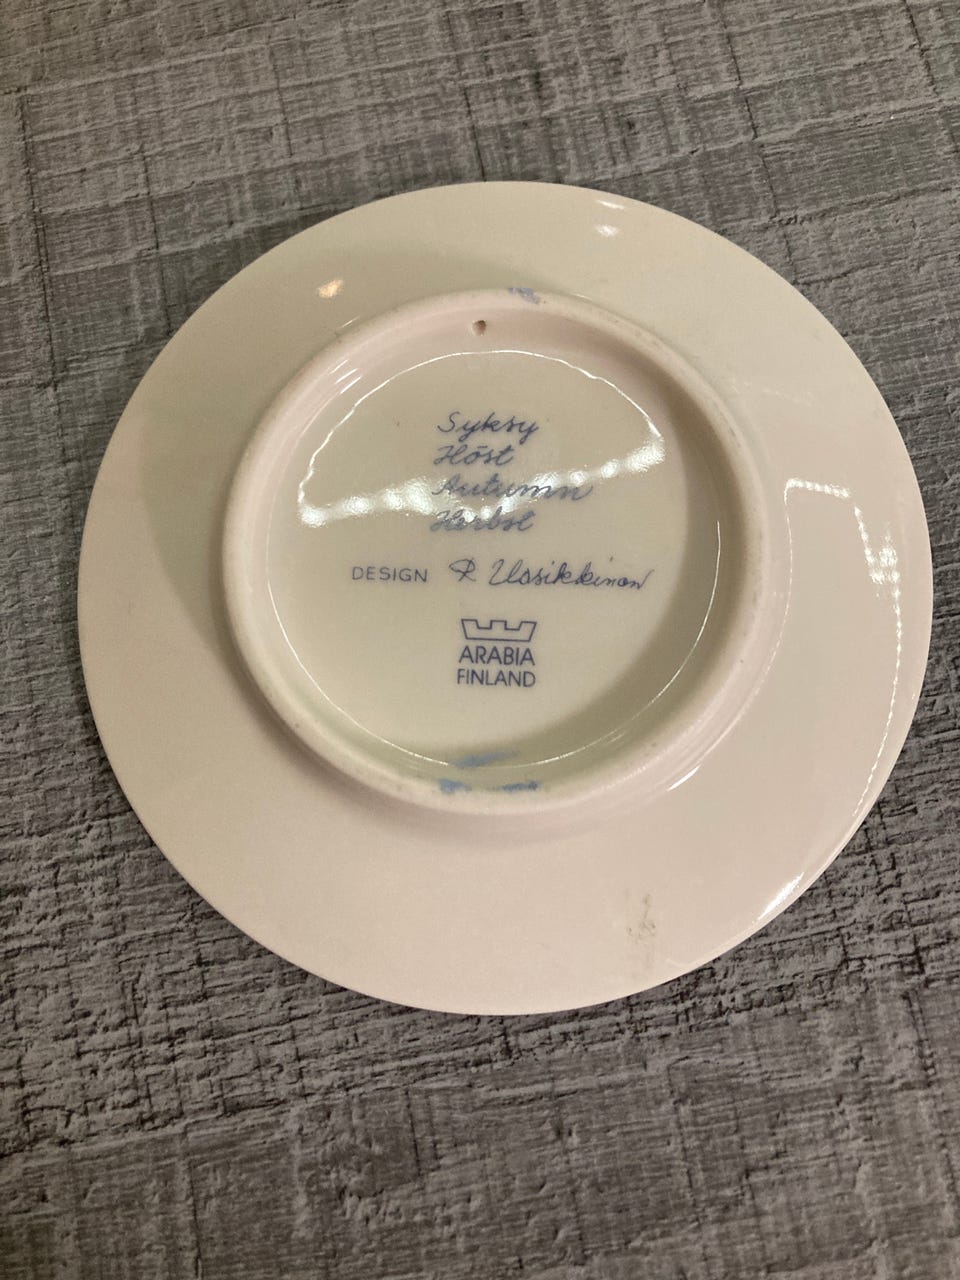 Syksy
Höst
Autumn
Herbst
DESIGN R Uosikkinen
ARABIA
FINLAND